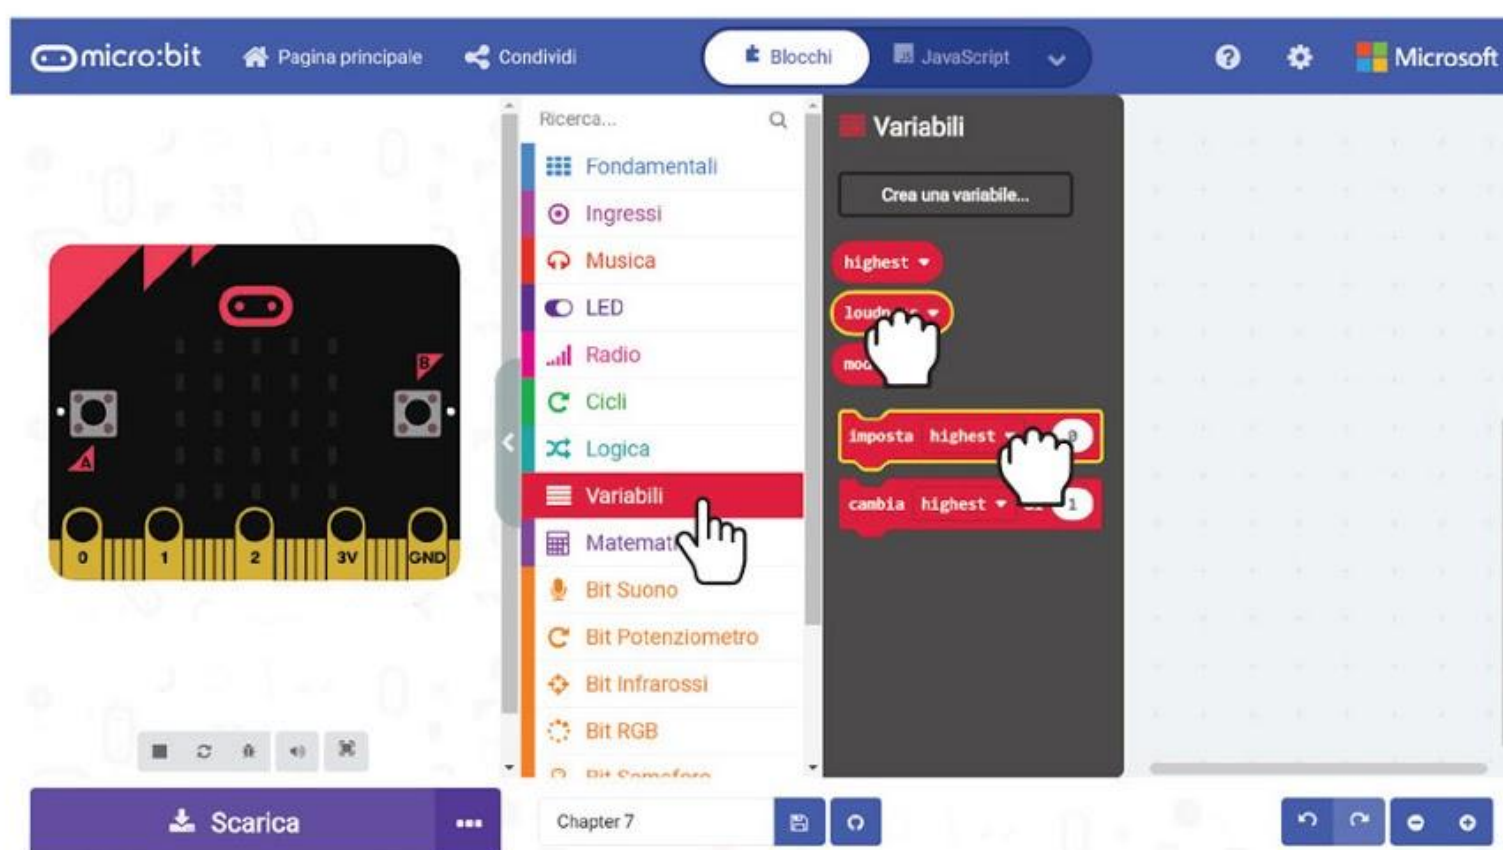 micro:bit Pagina principale Condividi Blocchi JavaScript Microsoft
Ricerca...
Fondamentali
Ingressi
Musica
LED
Radio
Cicli
Logica
Variabili
Bit Suono
Bit Potenziometro
Bit Infrarossi
Bit RGB
Variabili
Crea una variabile...
highest
imposta highest 0
cambia highest 1
B
A
0 1 2 3V GND
Scarica
Chapter 7